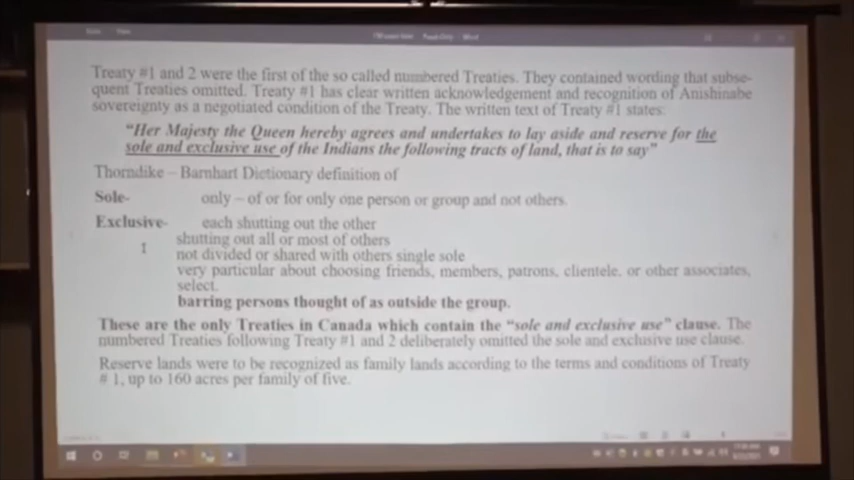 Treaty #1 and 2 were the first of the so called numbered Treaties. They contained wording that subse-
quent Treaties omitted. Treaty #1 has clear written acknowledgement and recognition of Anishinabe
sovereignty as a negotiated condition of the Treaty. The written text of Treaty #1 states:
"Her Majesty the Queen hereby agrees and undertakes to lay aside and reserve for the
sole and exclusive use of the Indians the following tracts of land, that is to say"
Thorndike – Barnhart Dictionary definition of
Sole- only – of or for only one person or group and not others.
Exclusive- each shutting out the other
shutting out all or most of others
not divided or shared with others single sole
very particular about choosing friends, members, patrons, clientele, or other associates,
select.
barring persons thought of as outside the group.
These are the only Treaties in Canada which contain the "sole and exclusive use" clause. The
numbered Treaties following Treaty #1 and 2 deliberately omitted the sole and exclusive use clause.
Reserve lands were to be recognized as family lands according to the terms and conditions of Treaty
# 1, up to 160 acres per family of five.